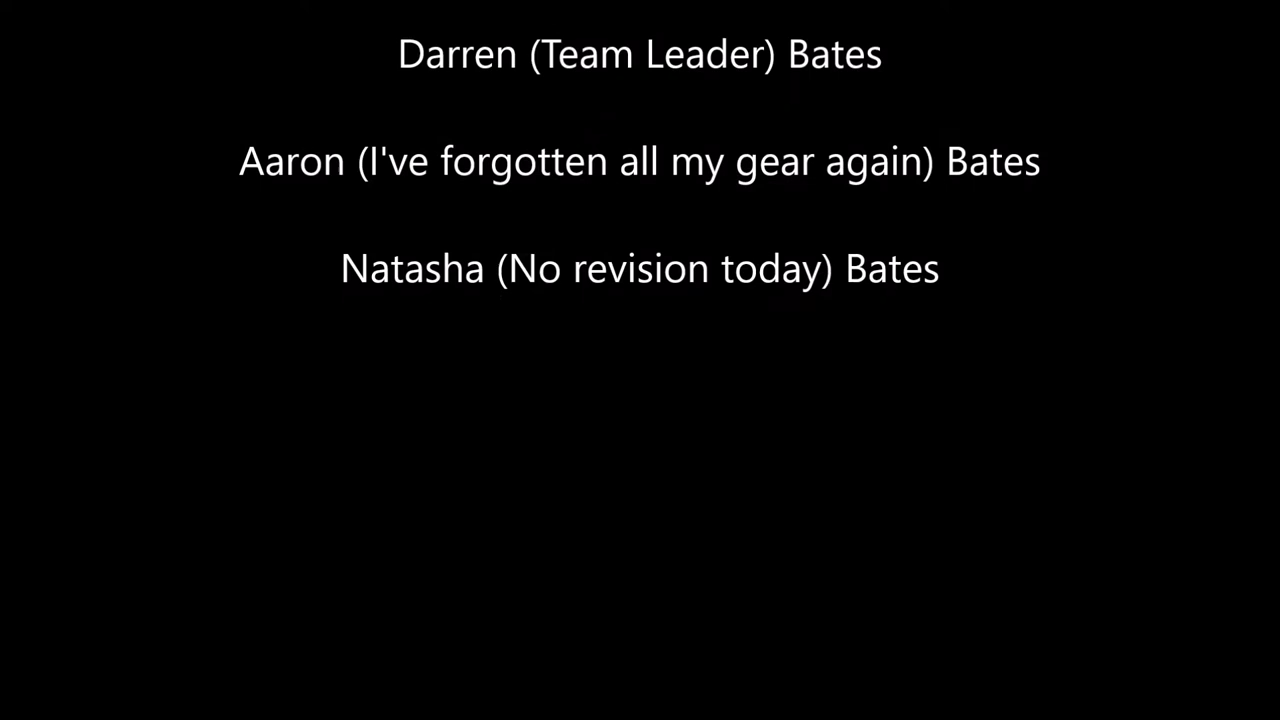 Darren (Team Leader) Bates
Aaron (I've forgotten all my gear again) Bates
Natasha (No revision today) Bates